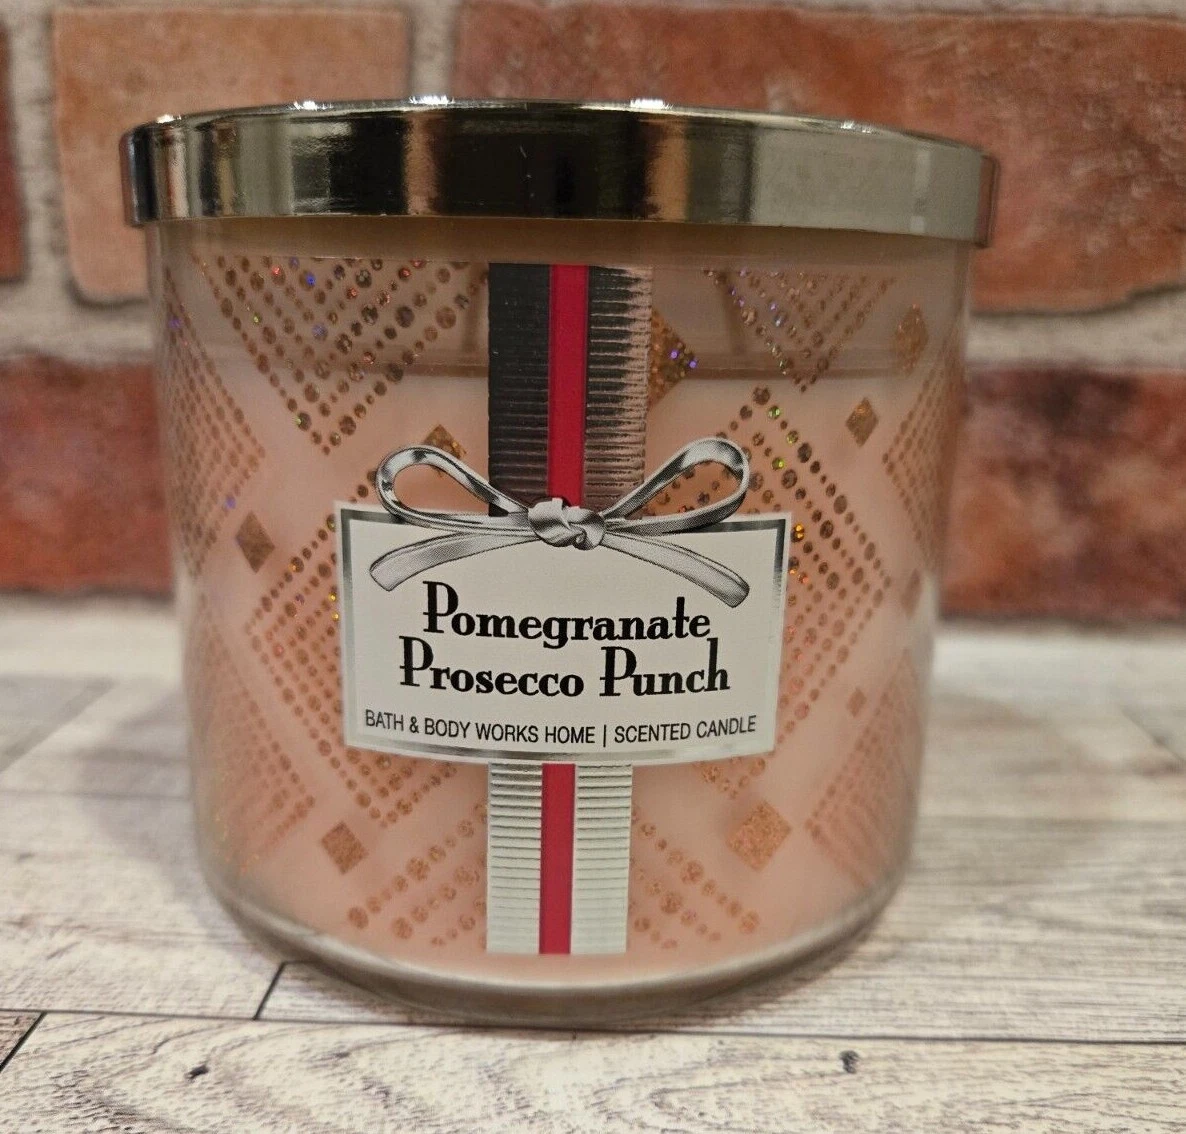 Pomegranate
Prosecco Punch
BATH & BODY WORKS HOME | SCENTED CANDLE